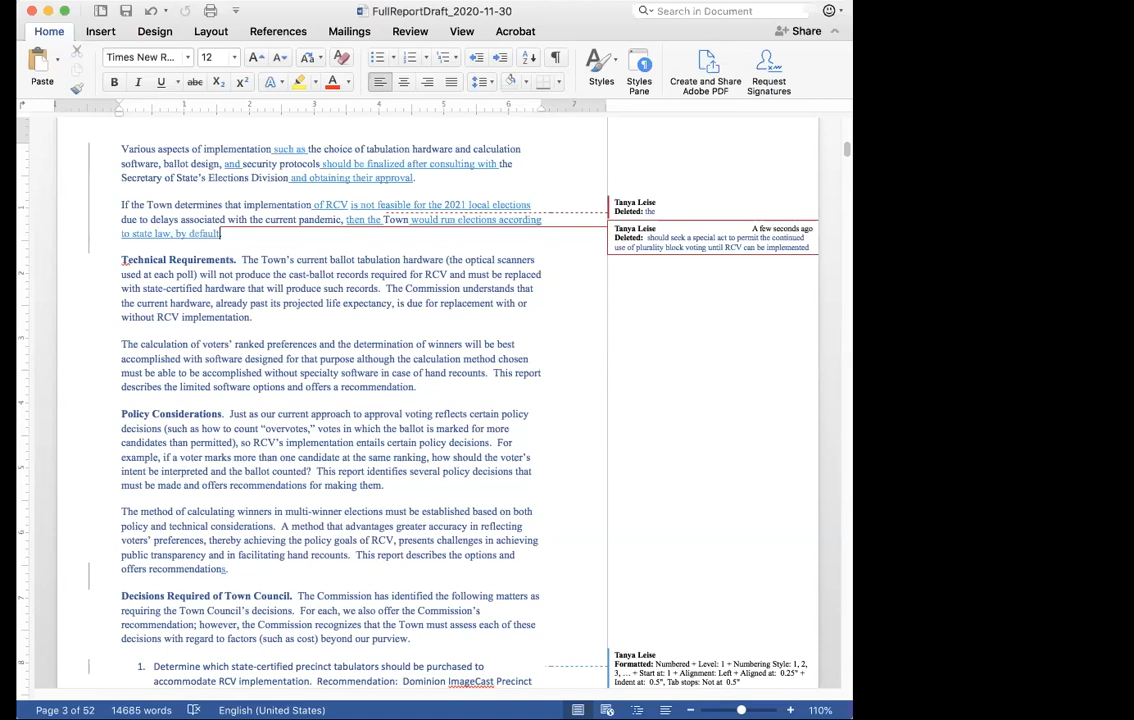 FullReportDraft_2020-11-30
Search in Document
Home Insert Design Layout References Mailings Review View Acrobat Share
Times New R... 12
Paste
Styles
Styles Pane
Create and Share Adobe PDF
Request Signatures
Various aspects of implementation such as the choice of tabulation hardware and calculation
software, ballot design, and security protocols should be finalized after consulting with the
Secretary of State's Elections Division and obtaining their approval.
If the Town determines that implementation of RCV is not feasible for the 2021 local elections
due to delays associated with the current pandemic, then the Town would run elections according
to state law, by default.
Tanya Leise
Deleted: the
Tanya Leise A few seconds ago
Deleted: should seek a special act to permit the continued
use of plurality block voting until RCV can be implemented
Technical Requirements. The Town's current ballot tabulation hardware (the optical scanners
used at each poll) will not produce the cast-ballot records required for RCV and must be replaced
with state-certified hardware that will produce such records. The Commission understands that
the current hardware, already past its projected life expectancy, is due for replacement with or
without RCV implementation.
The calculation of voters' ranked preferences and the determination of winners will be best
accomplished with software designed for that purpose although the calculation method chosen
must be able to be accomplished without specialty software in case of hand recounts. This report
describes the limited software options and offers a recommendation.
Policy Considerations. Just as our current approach to approval voting reflects certain policy
decisions (such as how to count “overvotes,” votes in which the ballot is marked for more
candidates than permitted), so RCV's implementation entails certain policy decisions. For
example, if a voter marks more than one candidate at the same ranking, how should the voter's
intent be interpreted and the ballot counted? This report identifies several policy decisions that
must be made and offers recommendations for making them.
The method of calculating winners in multi-winner elections must be established based on both
policy and technical considerations. A method that advantages greater accuracy in reflecting
voters' preferences, thereby achieving the policy goals of RCV, presents challenges in achieving
public transparency and in facilitating hand recounts. This report describes the options and
offers recommendations.
Decisions Required of Town Council. The Commission has identified the following matters as
requiring the Town Council's decisions. For each, we also offer the Commission's
recommendation; however, the Commission recognizes that the Town must assess each of these
decisions with regard to factors (such as cost) beyond our purview.
1. Determine which state-certified precinct tabulators should be purchased to
accommodate RCV implementation. Recommendation: Dominion ImageCast Precinct
Tanya Leise
Formatted: Numbered + Level: 1 + Numbering Style: 1, 2,
3, … + Start at: 1 + Alignment: Left + Aligned at: 0.25" +
Indent at: 0.5", Tab stops: Not at 0.5"
Page 3 of 52 14685 words English (United States) 110%